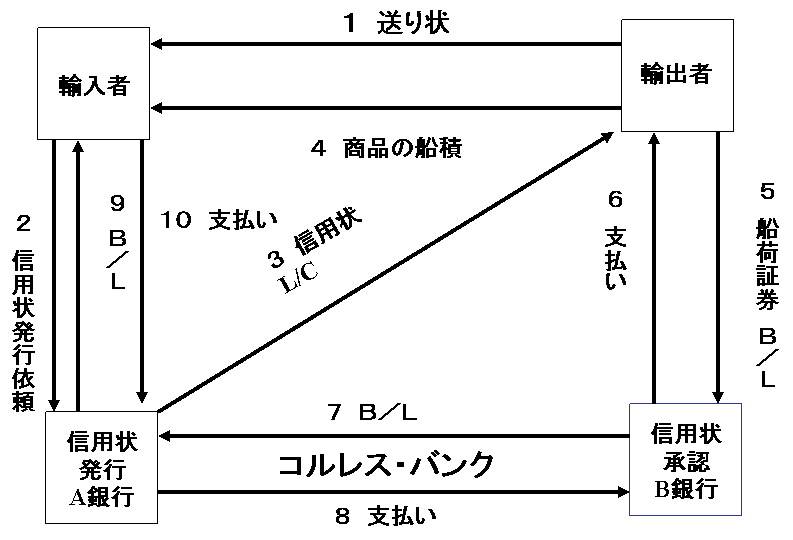 1 送り状
輸入者
輸出者
4 商品の船積
2 信用状発行依頼
9 B/L
10 支払い
3 信用状
L/C
6 支払い
5 船荷証券 B/L
7 B/L
信用状
発行
A銀行
コルレス・バンク
信用状
承認
B銀行
8 支払い